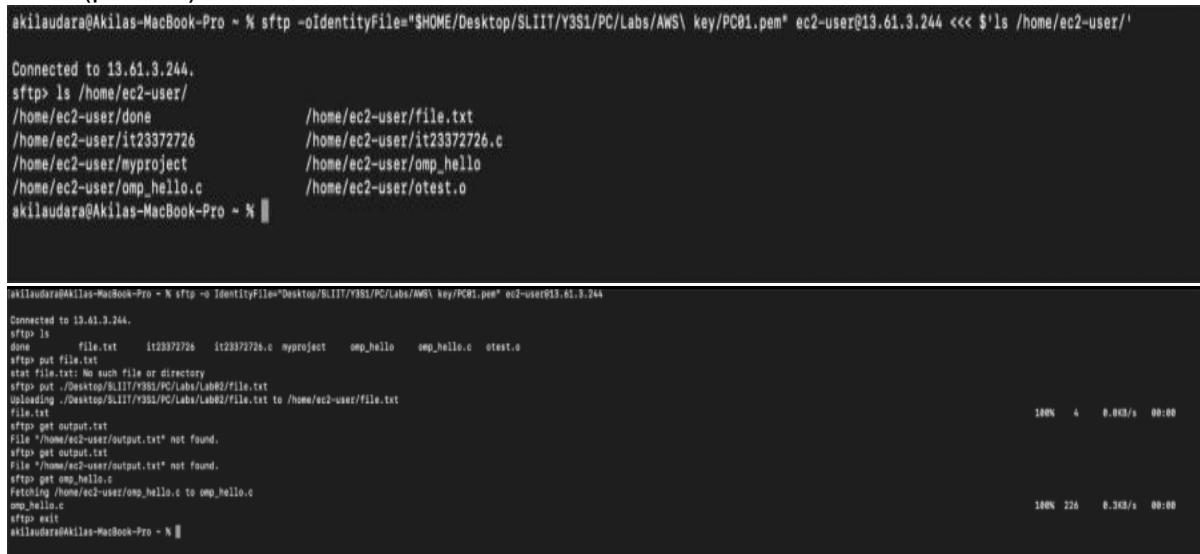 akilaudara@Akilas-MacBook-Pro ~ % sftp -oIdentityFile="$HOME/Desktop/SLIIT/Y3S1/PC/Labs/AWS\ key/PC01.pem" ec2-user@13.61.3.244 <<< $'ls /home/ec2-user/'
Connected to 13.61.3.244.
sftp> ls /home/ec2-user/
/home/ec2-user/done /home/ec2-user/file.txt
/home/ec2-user/it23372726 /home/ec2-user/it23372726.c
/home/ec2-user/myproject /home/ec2-user/omp_hello
/home/ec2-user/omp_hello.c /home/ec2-user/otest.o
akilaudara@Akilas-MacBook-Pro ~ %
akilaudara@Akilas-MacBook-Pro ~ % sftp -o IdentityFile="Desktop/SLIIT/Y3S1/PC/Labs/AWS\ key/PC01.pem" ec2-user@13.61.3.244
Connected to 13.61.3.244.
sftp> ls
done file.txt it23372726 it23372726.c myproject omp_hello omp_hello.c otest.o
sftp> put file.txt
stat file.txt: No such file or directory
sftp> put ./Desktop/SLIIT/Y3S1/PC/Labs/Lab02/file.txt
Uploading ./Desktop/SLIIT/Y3S1/PC/Labs/Lab02/file.txt to /home/ec2-user/file.txt
file.txt 100% 4 0.0KB/s 00:00
sftp> get output.txt
File "/home/ec2-user/output.txt" not found.
sftp> get output.txt
File "/home/ec2-user/output.txt" not found.
sftp> get omp_hello.c
Fetching /home/ec2-user/omp_hello.c to omp_hello.c
omp_hello.c 100% 226 0.3KB/s 00:00
sftp> exit
akilaudara@Akilas-MacBook-Pro ~ %